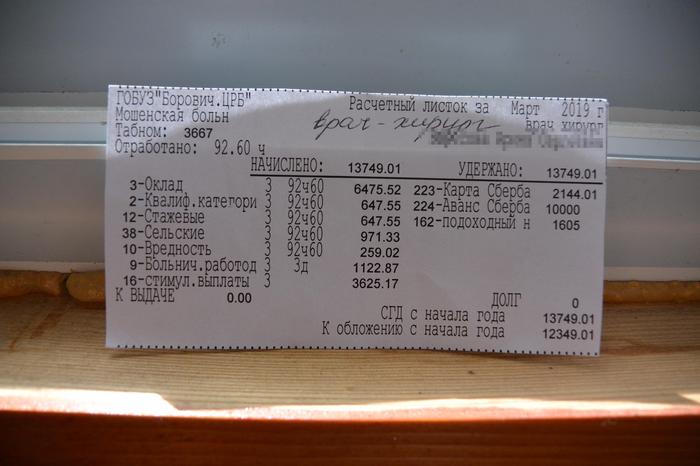 ГОБУЗ"Борович.ЦРБ" Расчетный листок за Март 2019 г
Мошенская больн врач-хирург врач хирург
Табном: 3667
Отработано: 92.60 ч
НАЧИСЛЕНО: 13749.01 УДЕРЖАНО: 13749.01
3-Оклад 3 92ч60 6475.52 223-Карта Сберба 2144.01
2-Квалиф.категори 3 92ч60 647.55 224-Аванс Сберба 10000
12-Стажевые 3 92ч60 647.55 162-подоходный н 1605
38-Сельские 3 92ч60 971.33
10-Вредность 3 92ч60 259.02
9-Больнич.работод 3 3д 1122.87
16-стимул.выплаты 3 3625.17
К ВЫДАЧЕ 0.00 ДОЛГ 0
СГД с начала года 13749.01
К обложению с начала года 12349.01